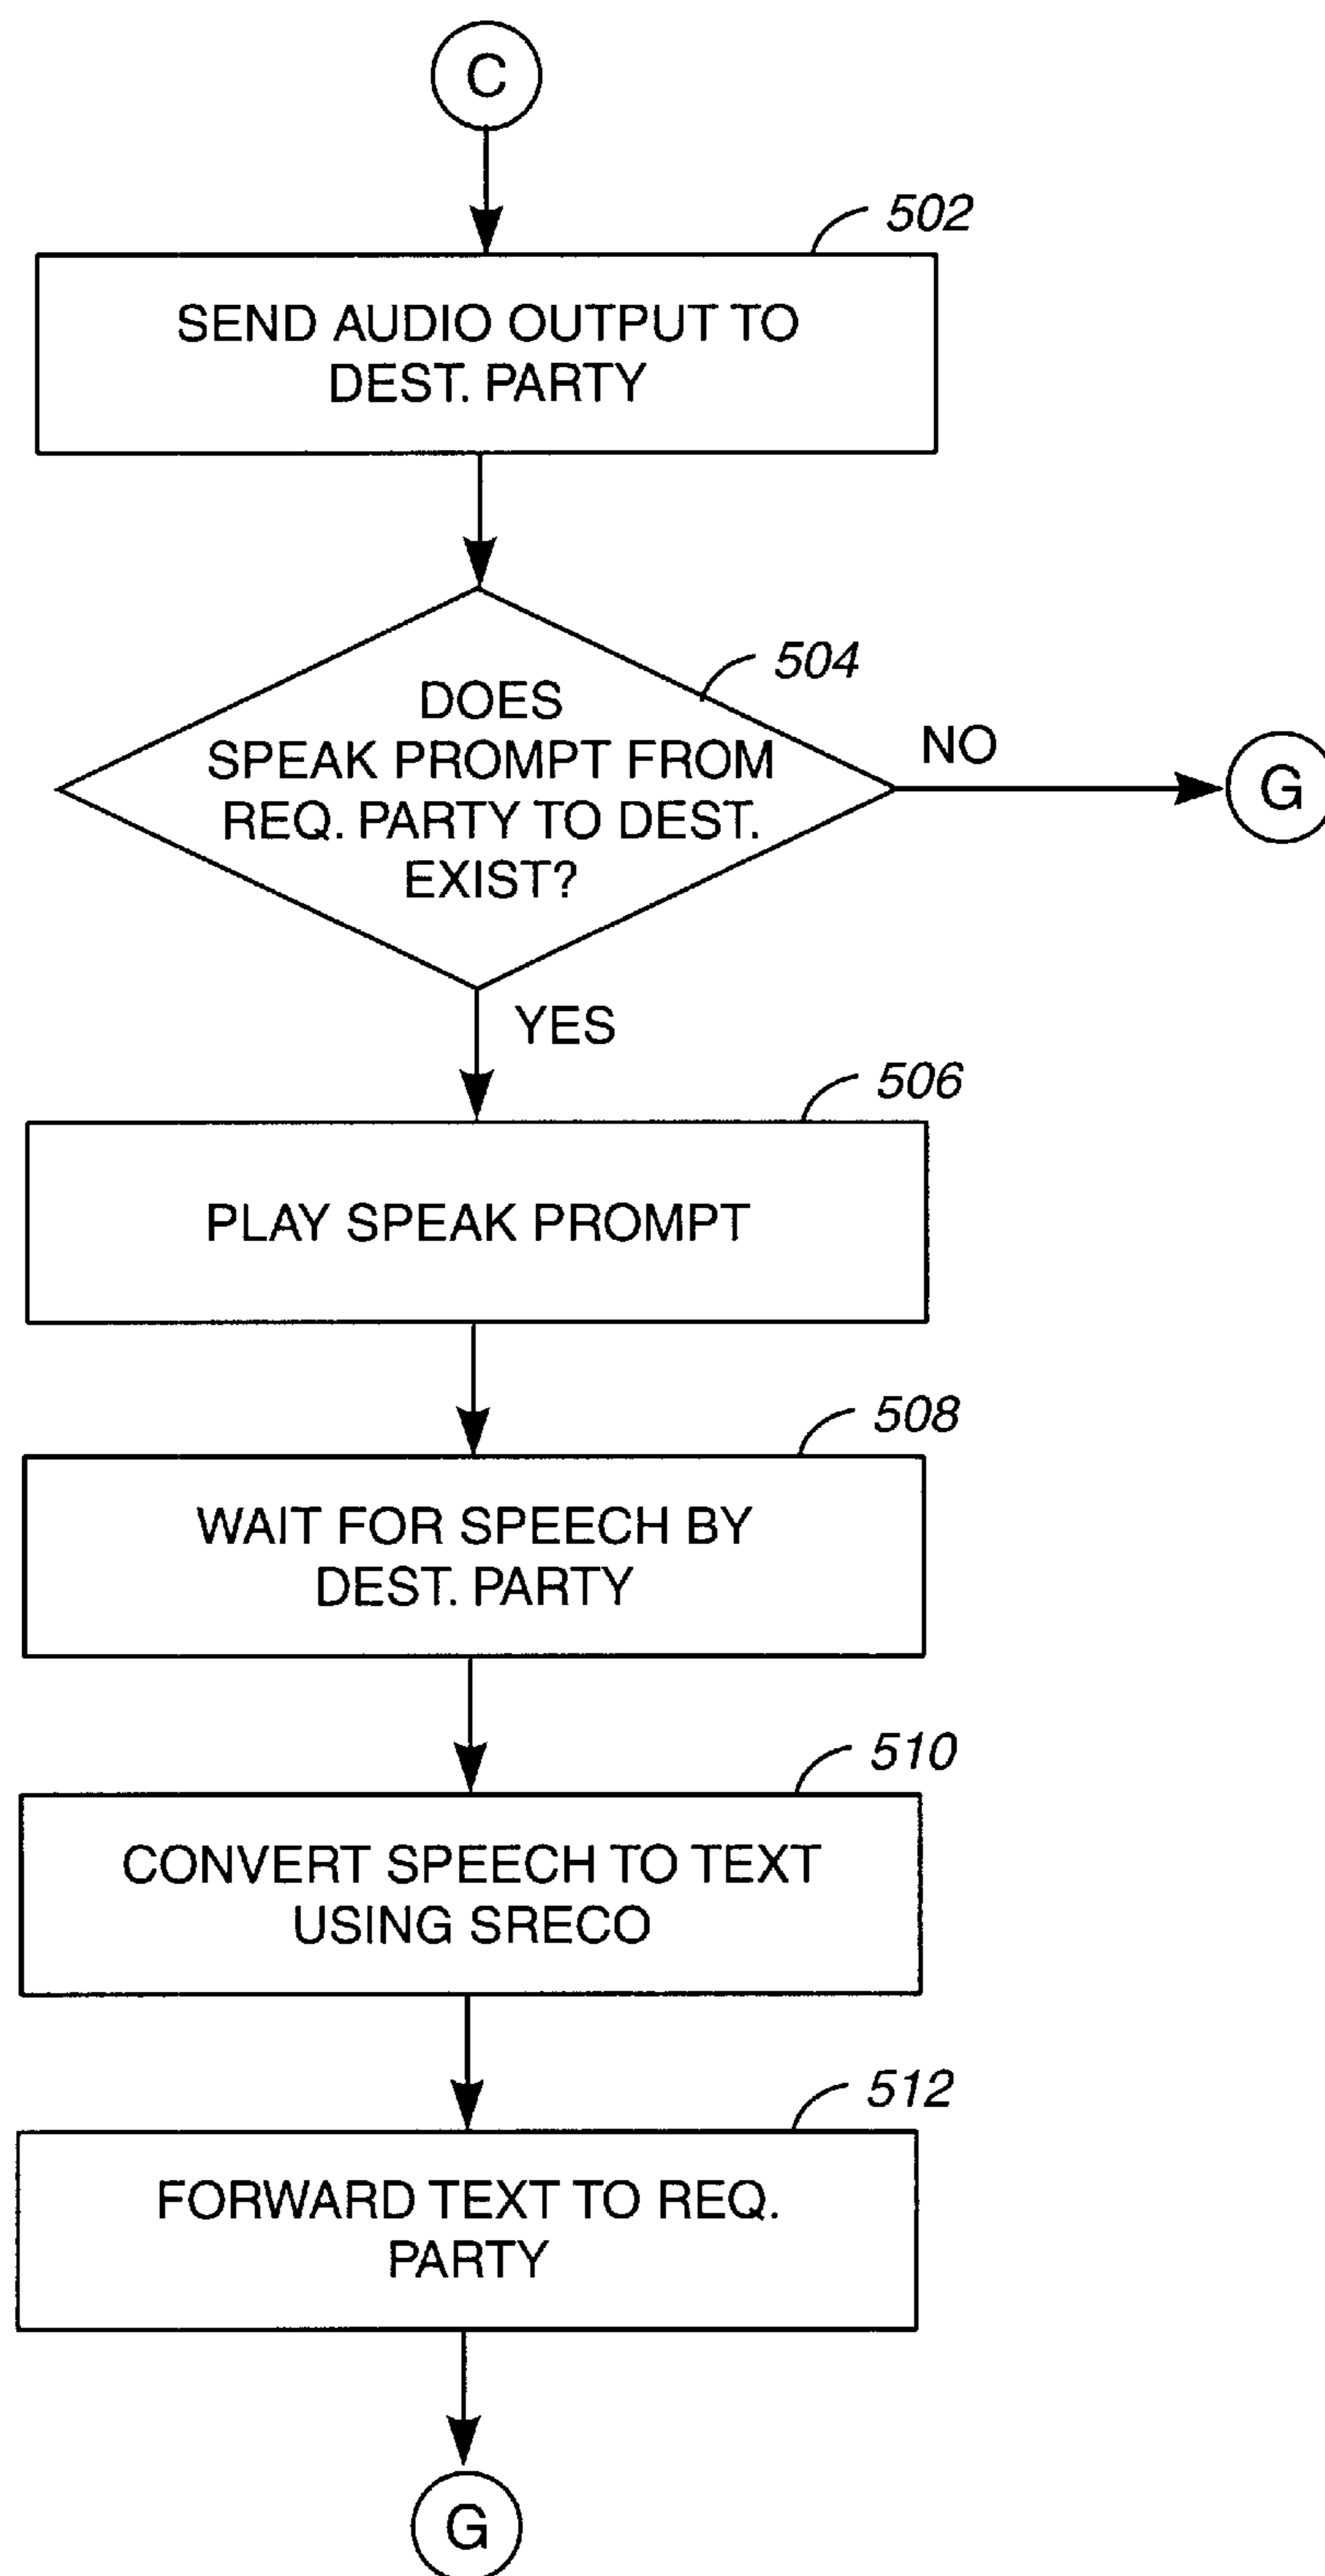 C
502
SEND AUDIO OUTPUT TO
DEST. PARTY
504
DOES
SPEAK PROMPT FROM
REQ. PARTY TO DEST.
EXIST?
NO
G
YES
506
PLAY SPEAK PROMPT
508
WAIT FOR SPEECH BY
DEST. PARTY
510
CONVERT SPEECH TO TEXT
USING SRECO
512
FORWARD TEXT TO REQ.
PARTY
G